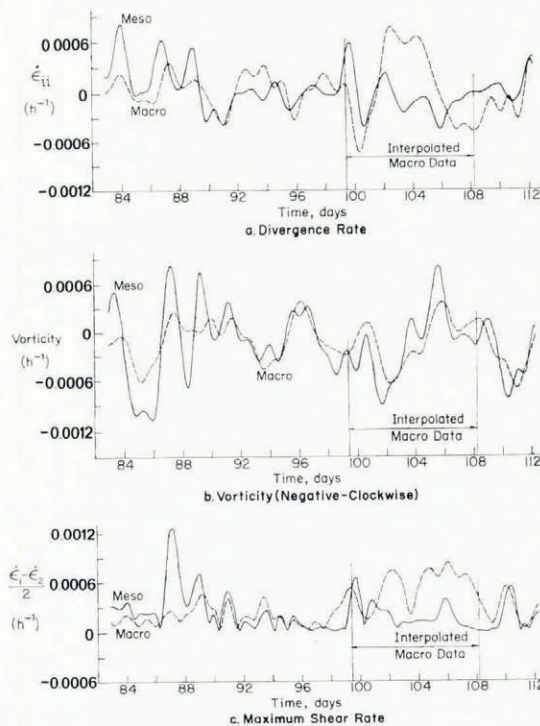 Meso
0.0006
ε̇ii
0
(h⁻¹)
Macro
-0.0006
Interpolated
Macro Data
-0.0012
84 88 92 96 100 104 108 112
Time, days
a. Divergence Rate
Meso
0.0006
Vorticity
0
(h⁻¹)
Macro
-0.0006
Interpolated
Macro Data
-0.0012
84 88 92 96 100 104 108 112
Time, days
b. Vorticity (Negative-Clockwise)
0.0012
ε̇1-ε̇2
2
0.0006
Meso
(h⁻¹)
0
Macro
Interpolated
Macro Data
-0.0006
84 88 92 96 100 104 108 112
Time, days
c. Maximum Shear Rate